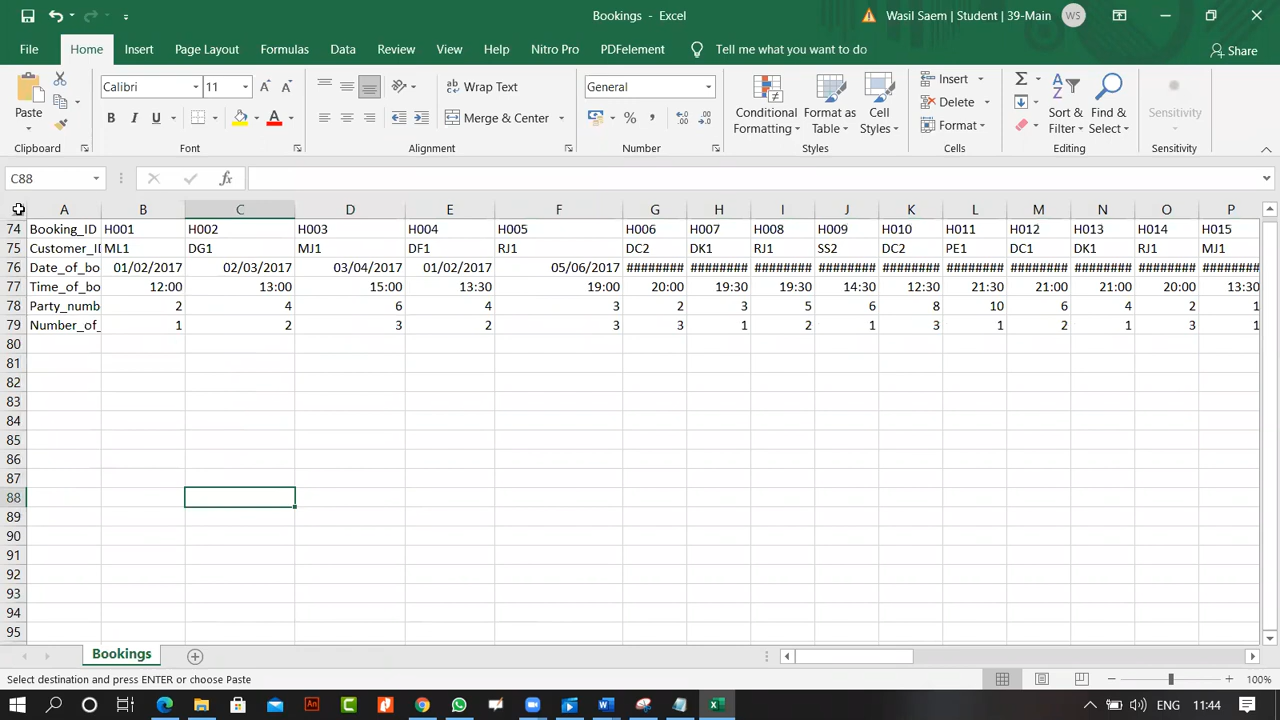 Bookings - Excel
Wasil Saem | Student | 39-Main
WS
File Home Insert Page Layout Formulas Data Review View Help Nitro Pro PDFelement Tell me what you want to do Share
Paste
Clipboard
Calibri 11
B I U A
Font
Wrap Text
Merge & Center
Alignment
General
% ,
Number
Conditional Formatting
Format as Table
Cell Styles
Styles
Insert
Delete
Format
Cells
Sort & Filter
Find & Select
Editing
Sensitivity
Sensitivity
C88 fx
A B C D E F G H I J K L M N O P
74 Booking_ID H001 H002 H003 H004 H005 H006 H007 H008 H009 H010 H011 H012 H013 H014 H015
75 Customer_ID ML1 DG1 MJ1 DF1 RJ1 DC2 DK1 RJ1 SS2 DC2 PE1 DC1 DK1 RJ1 MJ1
76 Date_of_bo 01/02/2017 02/03/2017 03/04/2017 01/02/2017 05/06/2017 ######## ######## ######## ######## ######## ######## ######## ######## ######## ########
77 Time_of_bo 12:00 13:00 15:00 13:30 19:00 20:00 19:30 19:30 14:30 12:30 21:30 21:00 21:00 20:00 13:30
78 Party_numb 2 4 6 4 3 2 3 5 6 8 10 6 4 2 1
79 Number_of_ 1 2 3 2 3 3 1 2 1 3 1 2 1 3 1
80
81
82
83
84
85
86
87
88
89
90
91
92
93
94
95
Bookings
Select destination and press ENTER or choose Paste
100%
ENG 11:44